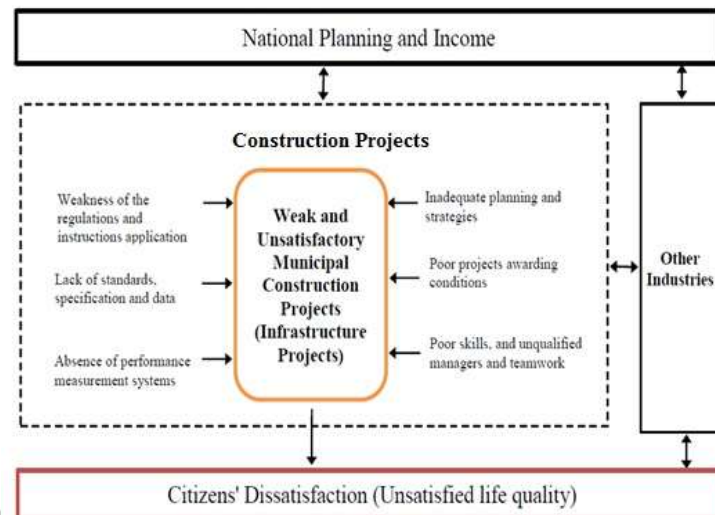 National Planning and Income
Construction Projects
Weakness of the
regulations and
instructions application
Lack of standards,
specification and data
Absence of performance
measurement systems
Weak and
Unsatisfactory
Municipal
Construction
Projects
(Infrastructure
Projects)
Inadequate planning and
strategies
Poor projects awarding
conditions
Poor skills, and unqualified
managers and teamwork
Other
Industries
Citizens' Dissatisfaction (Unsatisfied life quality)